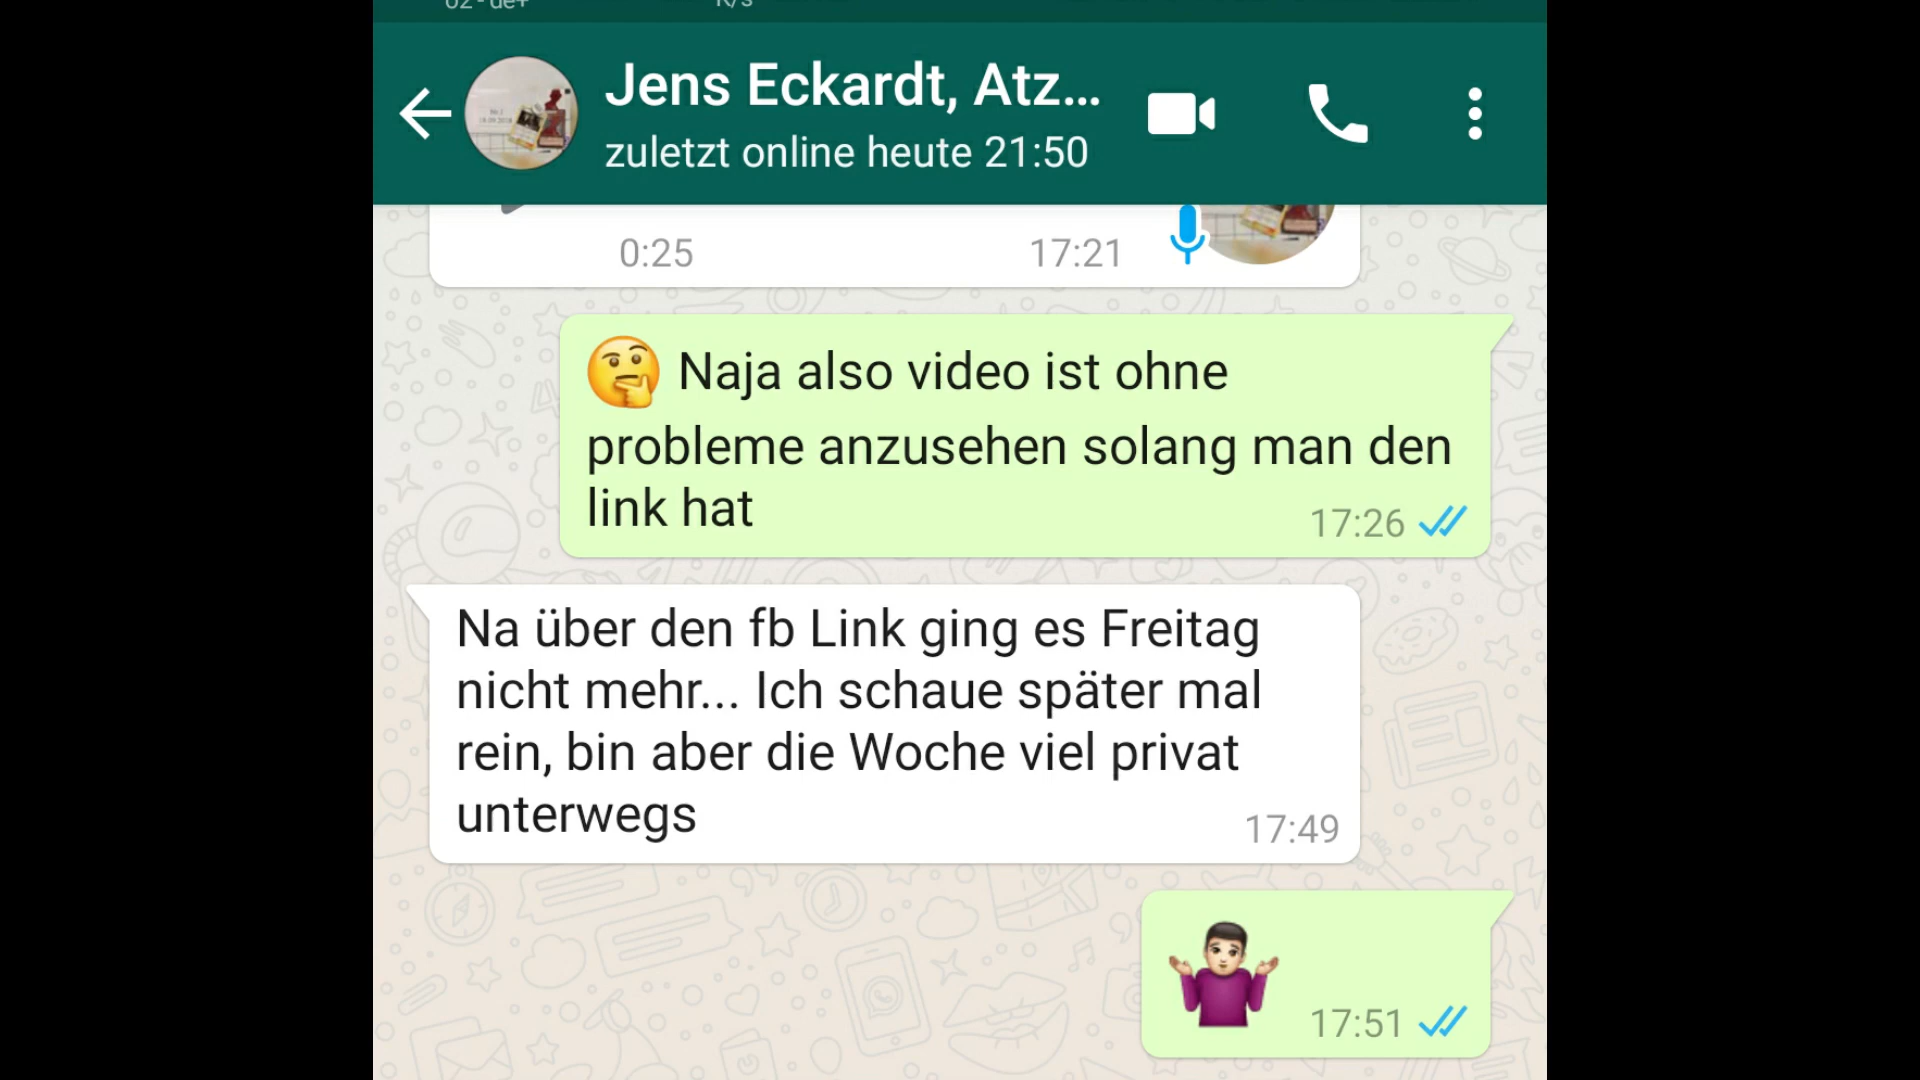 Jens Eckardt, Atz...
zuletzt online heute 21:50
0:25
17:21
🤔 Naja also video ist ohne
probleme anzusehen solang man den
link hat
17:26
Na über den fb Link ging es Freitag
nicht mehr... Ich schaue später mal
rein, bin aber die Woche viel privat
unterwegs
17:49
17:51